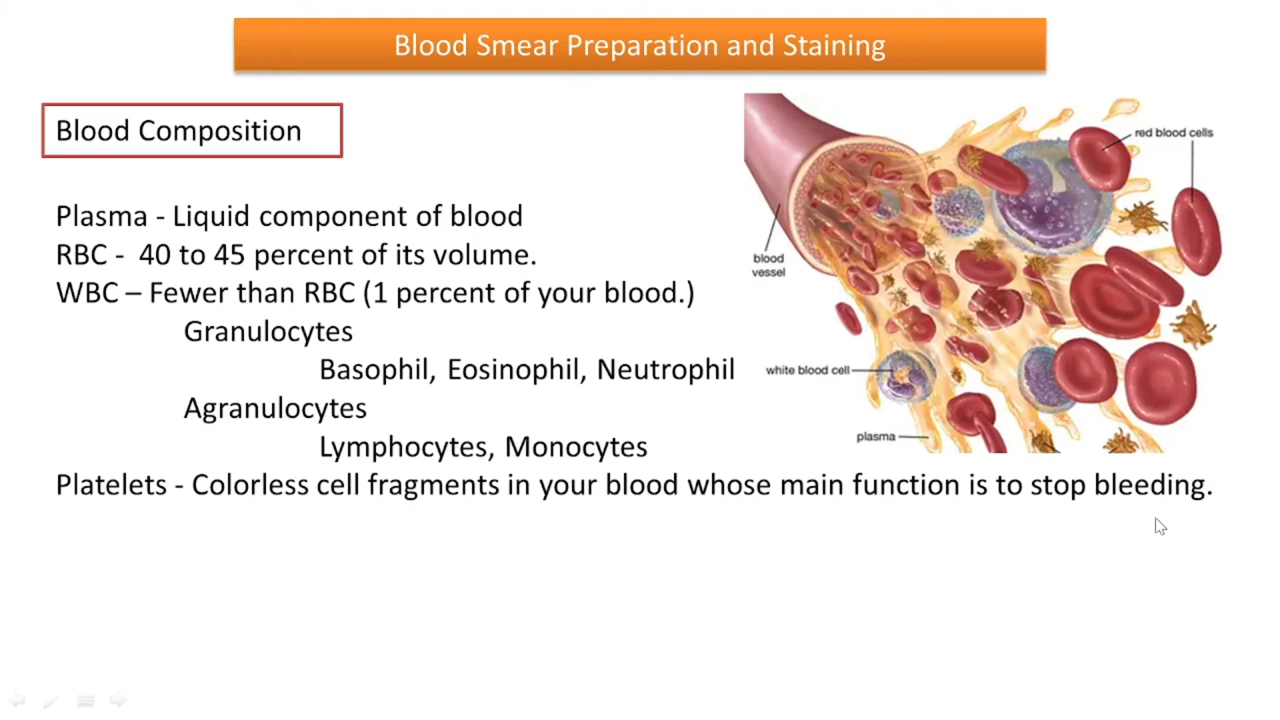 Blood Smear Preparation and Staining
Blood Composition
Plasma - Liquid component of blood
RBC - 40 to 45 percent of its volume.
WBC – Fewer than RBC (1 percent of your blood.)
Granulocytes
Basophil, Eosinophil, Neutrophil
Agranulocytes
Lymphocytes, Monocytes
Platelets - Colorless cell fragments in your blood whose main function is to stop bleeding.
red blood cells
blood
vessel
white blood cell
plasma